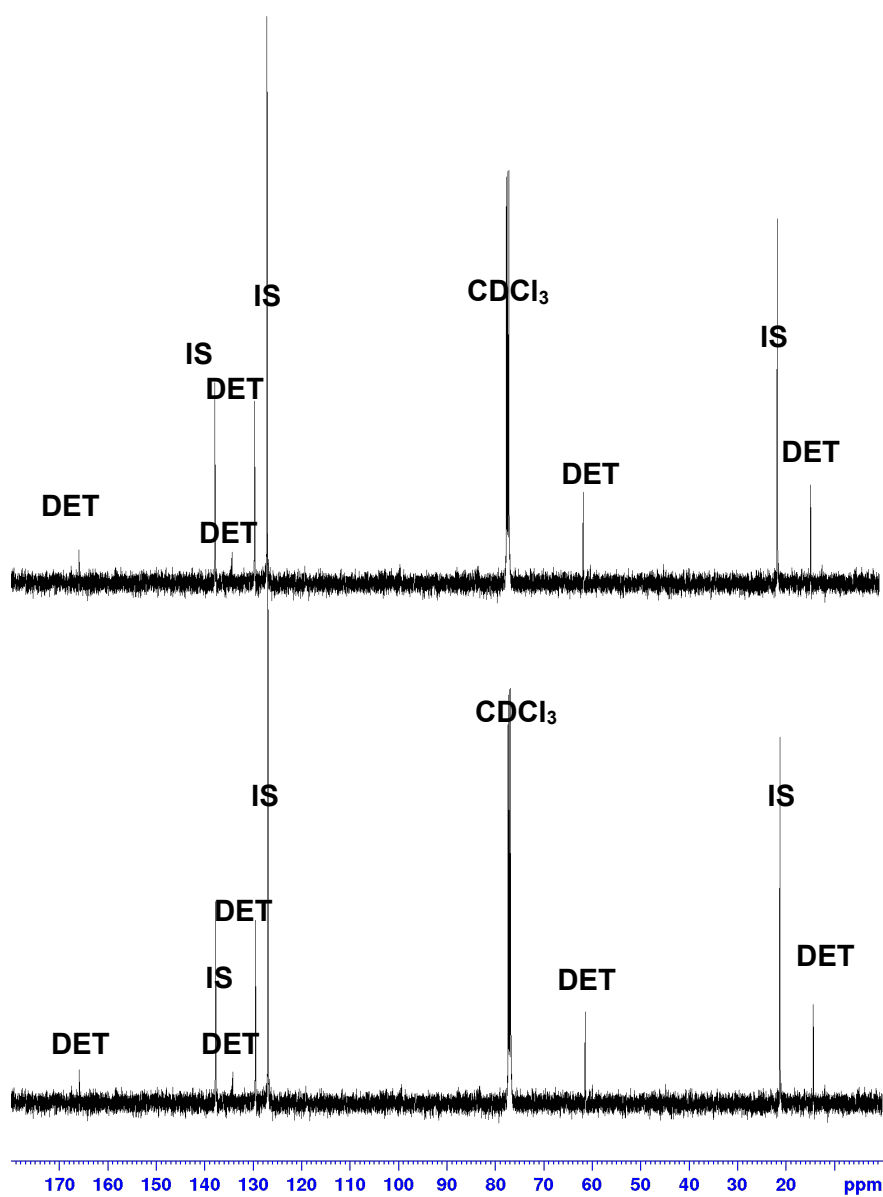 IS
CDCl₃
IS
IS
DET
DET
DET
DET
DET
CDCl₃
IS
IS
DET
DET
IS
DET
DET
DET
170 160 150 140 130 120 110 100 90 80 70 60 50 40 30 20 ppm